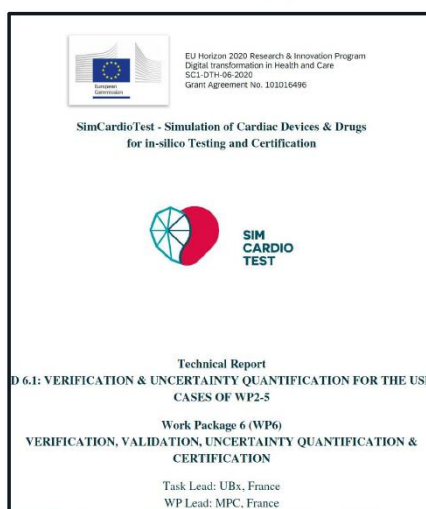 EU Horizon 2020 Research & Innovation Program
Digital transformation in Health and Care
SC1-DTH-06-2020
Grant Agreement No. 101016496
European
Commission
SimCardioTest - Simulation of Cardiac Devices & Drugs
for in-silico Testing and Certification
SIM
CARDIO
TEST
Technical Report
D 6.1: VERIFICATION & UNCERTAINTY QUANTIFICATION FOR THE USE
CASES OF WP2-5
Work Package 6 (WP6)
VERIFICATION, VALIDATION, UNCERTAINTY QUANTIFICATION &
CERTIFICATION
Task Lead: UBx, France
WP Lead: MPC, France